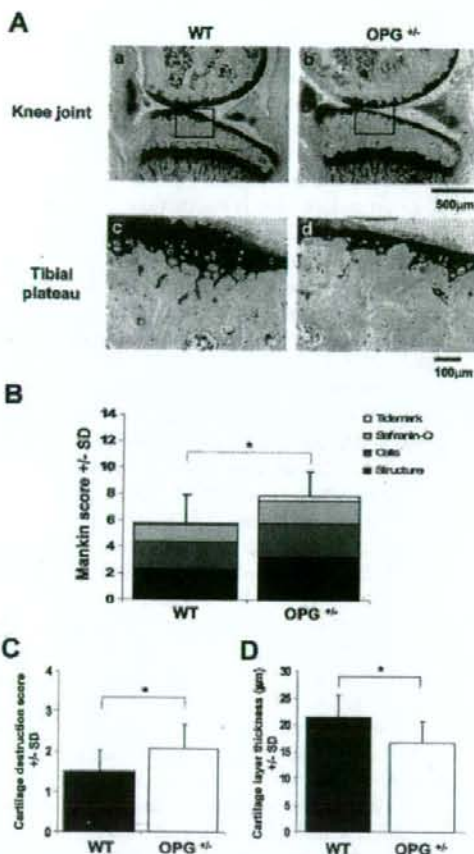 A
WT OPG +/-
Knee joint
a b
500µm
Tibial plateau
c d
100µm
B
Mankin score +/- SD
14
12
10
8
6
4
2
0
*
Tidemark
Safranin-O
Cells
Structure
WT OPG +/-
C
Cartilage destruction score +/- SD
4
3
2
1
0
*
WT OPG +/-
D
Cartilage layer thickness (µm) +/- SD
30
25
20
15
10
5
0
*
WT OPG +/-